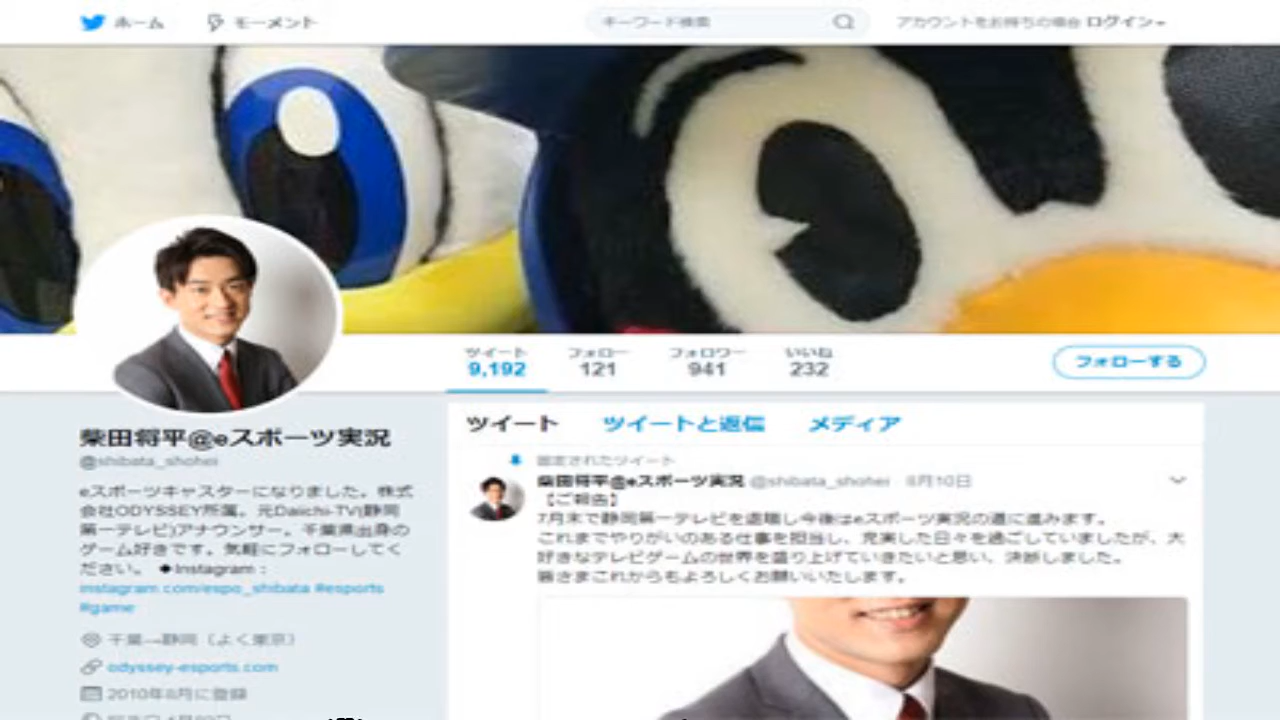 ホーム
モーメント
キーワード検索
アカウントをお持ちの場合 ログイン
ツイート フォロー フォロワー いいね
9,192 121 941 232
フォローする
柴田将平@eスポーツ実況
@shibata_shohei
eスポーツキャスターになりました。株式
会社ODYSSEY所属。元Daiichi-TV(静岡
第一テレビ)アナウンサー。千葉県出身の
ゲーム好きです。気軽にフォローしてく
ださい。 ◆Instagram：
instagram.com/espo_shibata #esports
#game
千葉→静岡（よく東京）
odyssey-esports.com
2010年8月に登録
ツイート ツイートと返信 メディア
固定されたツイート
柴田将平@eスポーツ実況 @shibata_shohei 8月10日
【ご報告】
7月末で静岡第一テレビを退職し今後はeスポーツ実況の道に進みます。
これまでやりがいのある仕事を担当し、充実した日々を過ごしていましたが、大
好きなテレビゲームの世界を盛り上げていきたいと思い、決断しました。
皆さまこれからもよろしくお願いいたします。